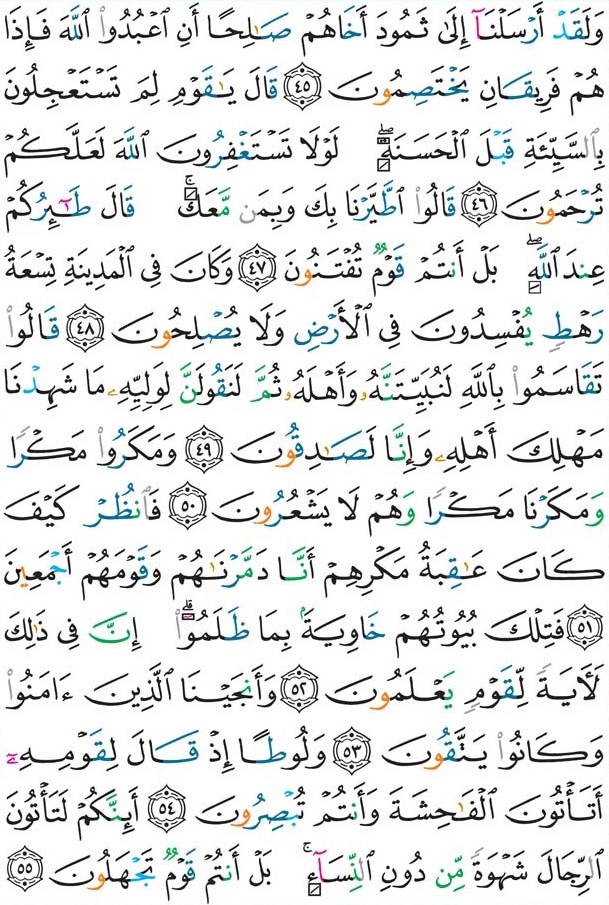 وَلَقَدْ أَرْسَلْنَآ إِلَىٰ ثَمُودَ أَخَاهُمْ صَٰلِحًا أَنِ ٱعْبُدُوا۟ ٱللَّهَ فَإِذَا
هُمْ فَرِيقَانِ يَخْتَصِمُونَ ٤٥ قَالَ يَٰقَوْمِ لِمَ تَسْتَعْجِلُونَ
بِٱلسَّيِّئَةِ قَبْلَ ٱلْحَسَنَةِ ۖ لَوْلَا تَسْتَغْفِرُونَ ٱللَّهَ لَعَلَّكُمْ
تُرْحَمُونَ ٤٦ قَالُوا۟ ٱطَّيَّرْنَا بِكَ وَبِمَن مَّعَكَ ۚ قَالَ طَٰٓئِرُكُمْ
عِندَ ٱللَّهِ ۖ بَلْ أَنتُمْ قَوْمٌ تُفْتَنُونَ ٤٧ وَكَانَ فِى ٱلْمَدِينَةِ تِسْعَةُ
رَهْطٍ يُفْسِدُونَ فِى ٱلْأَرْضِ وَلَا يُصْلِحُونَ ٤٨ قَالُوا۟
تَقَاسَمُوا۟ بِٱللَّهِ لَنُبَيِّتَنَّهُۥ وَأَهْلَهُۥ ثُمَّ لَنَقُولَنَّ لِوَلِيِّهِۦ مَا شَهِدْنَا
مَهْلِكَ أَهْلِهِۦ وَإِنَّا لَصَٰدِقُونَ ٤٩ وَمَكَرُوا۟ مَكْرًا
وَمَكَرْنَا مَكْرًا وَهُمْ لَا يَشْعُرُونَ ٥٠ فَٱنظُرْ كَيْفَ
كَانَ عَٰقِبَةُ مَكْرِهِمْ أَنَّا دَمَّرْنَٰهُمْ وَقَوْمَهُمْ أَجْمَعِينَ
٥١ فَتِلْكَ بُيُوتُهُمْ خَاوِيَةًۢ بِمَا ظَلَمُوٓا۟ ۗ إِنَّ فِى ذَٰلِكَ
لَءَايَةً لِّقَوْمٍ يَعْلَمُونَ ٥٢ وَأَنجَيْنَا ٱلَّذِينَ ءَامَنُوا۟
وَكَانُوا۟ يَتَّقُونَ ٥٣ وَلُوطًا إِذْ قَالَ لِقَوْمِهِۦٓ
أَتَأْتُونَ ٱلْفَٰحِشَةَ وَأَنتُمْ تُبْصِرُونَ ٥٤ أَئِنَّكُمْ لَتَأْتُونَ
ٱلرِّجَالَ شَهْوَةً مِّن دُونِ ٱلنِّسَآءِ ۚ بَلْ أَنتُمْ قَوْمٌ تَجْهَلُونَ ٥٥